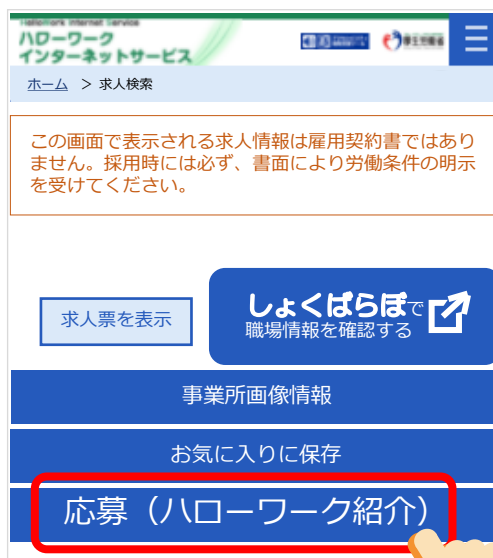 Hellowork Internet Service
ハローワーク
インターネットサービス
ホーム > 求人検索
この画面で表示される求人情報は雇用契約書ではあり
ません。採用時には必ず、書面により労働条件の明示
を受けてください。
求人票を表示
しょくばらぼで
職場情報を確認する
事業所画像情報
お気に入りに保存
応募（ハローワーク紹介）